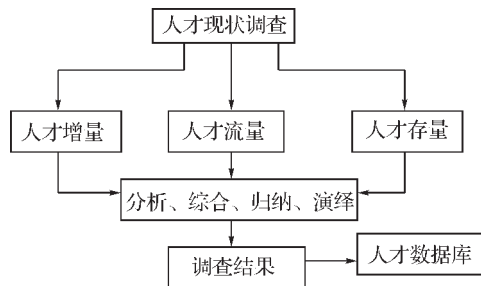 人才现状调查
人才增量
人才流量
人才存量
分析、综合、归纳、演绎
调查结果
人才数据库